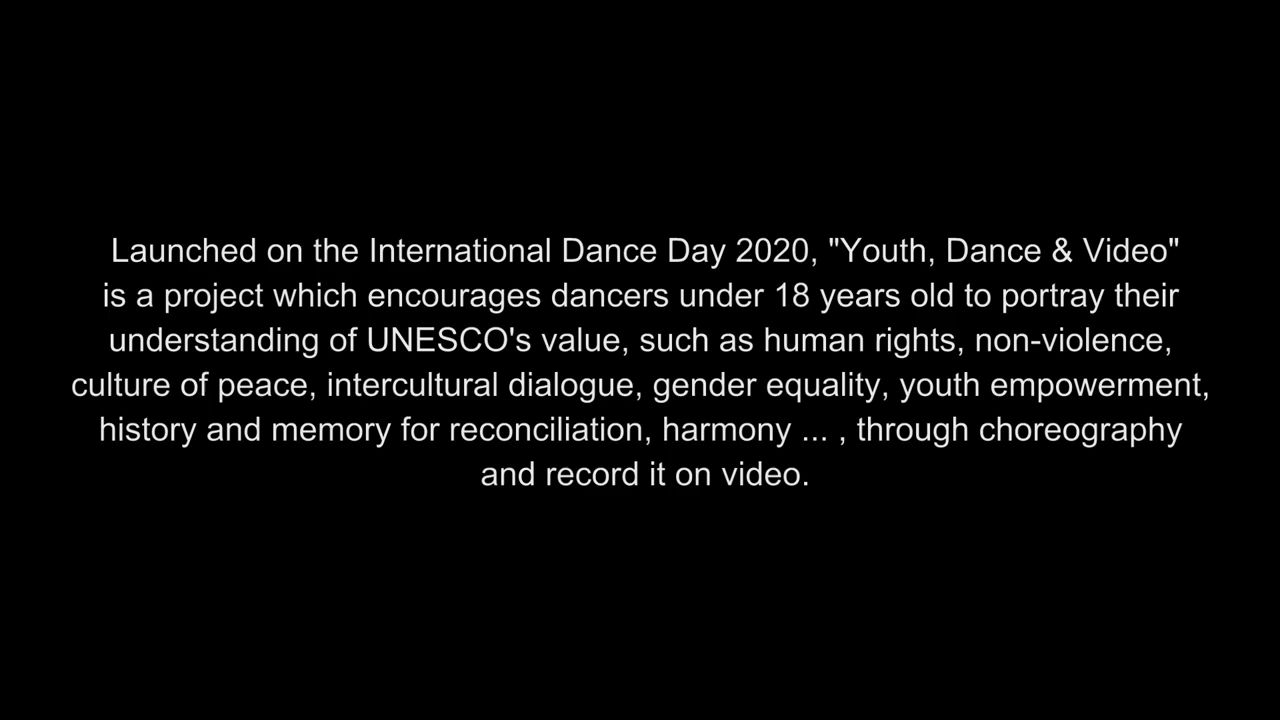 Launched on the International Dance Day 2020, "Youth, Dance & Video"
is a project which encourages dancers under 18 years old to portray their
understanding of UNESCO's value, such as human rights, non-violence,
culture of peace, intercultural dialogue, gender equality, youth empowerment,
history and memory for reconciliation, harmony ... , through choreography
and record it on video.